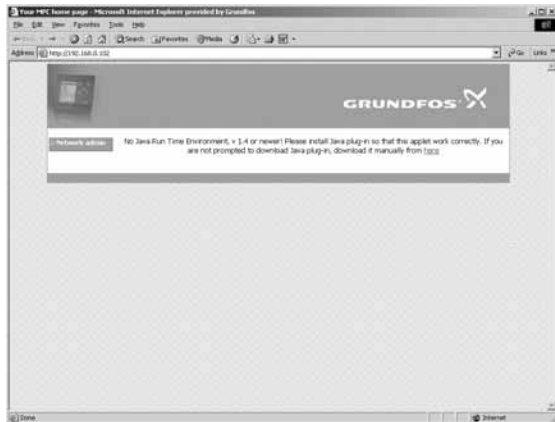 Your MPC home page - Microsoft Internet Explorer provided by Grundfos
File Edit View Favorites Tools Help
Search Favorites Media
Address http://192.168.0.102 Go Links »
GRUNDFOS
Network admin
No Java Run Time Environment, v 1.4 or newer! Please install Java plug-in so that this applet work correctly. If you
are not prompted to download Java plug-in, download it manually from here
Done Internet